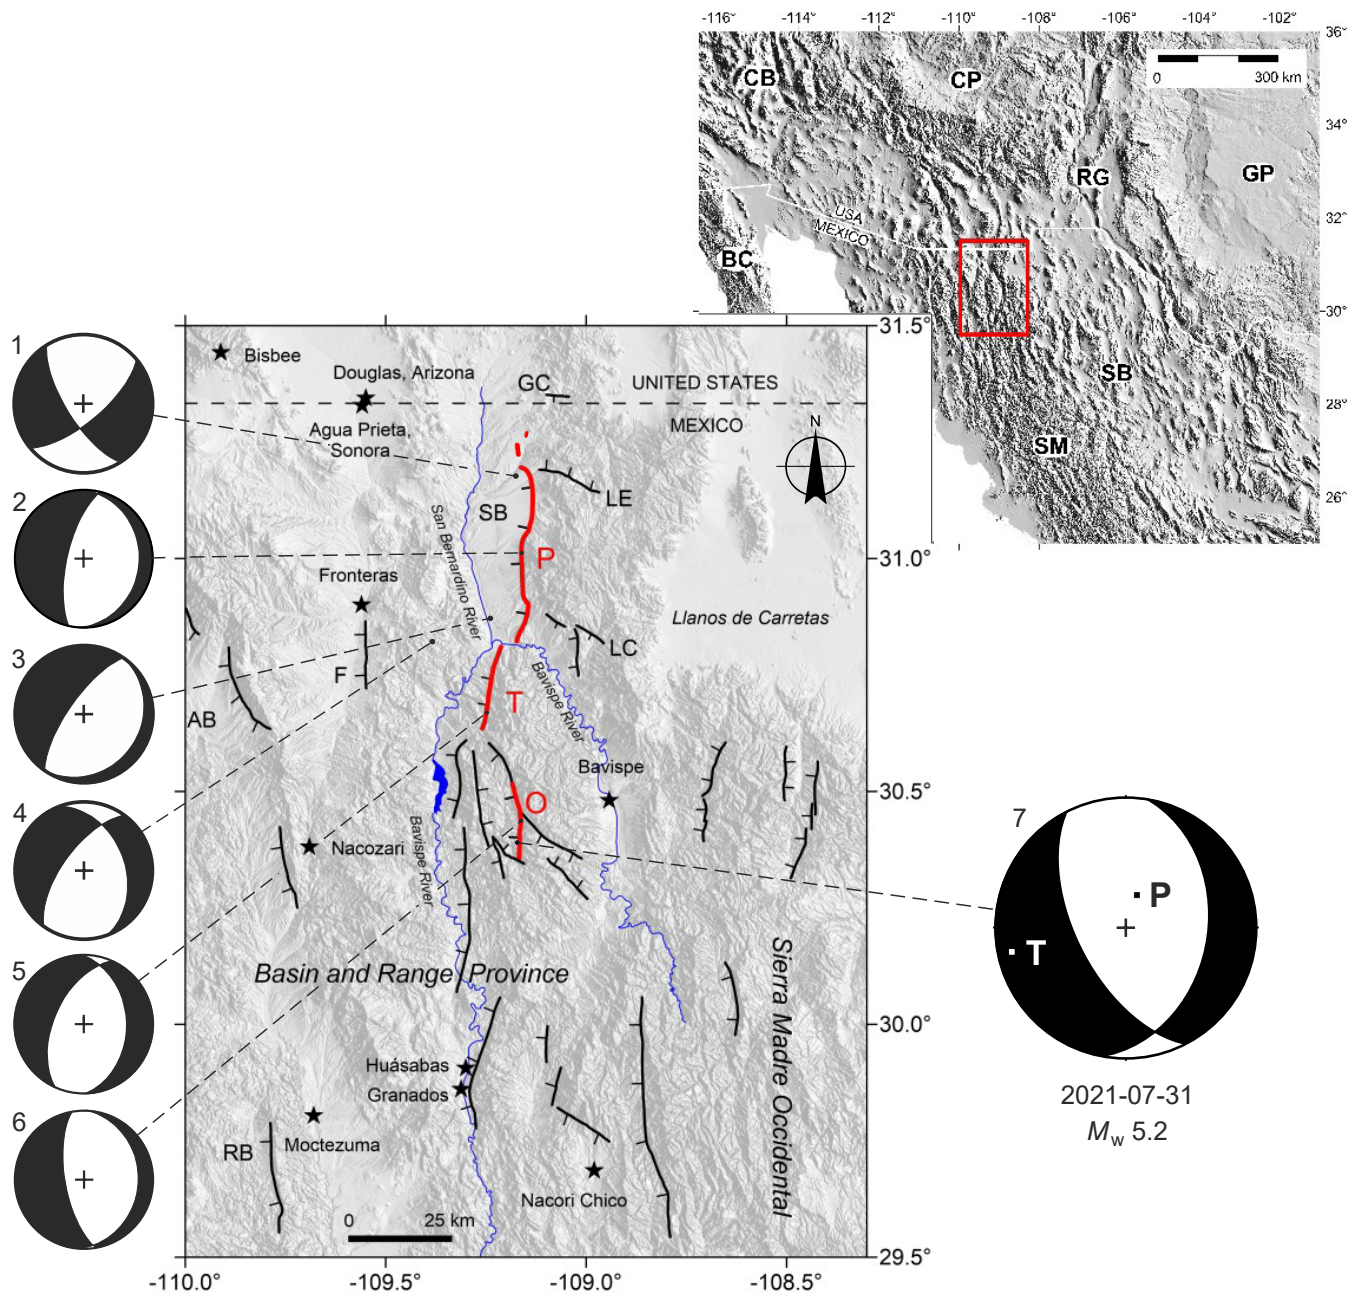 -116°
-114°
-112°
-110°
-108°
-106°
-104°
-102°
36°
34°
32°
30°
28°
26°
0
300 km
CB
CP
RG
GP
USA
MEXICO
BC
SB
SM
1
2
3
4
5
6
Bisbee
Douglas, Arizona
GC
UNITED STATES
MEXICO
Agua Prieta,
Sonora
N
LE
SB
San Bernardino River
P
Fronteras
Llanos de Carretas
F
LC
AB
T
Bavispe River
Bavispe
O
Nacozari
Bavispe River
Basin and Range Province
Sierra Madre Occidental
Huásabas
Granados
RB
Moctezuma
Nacori Chico
0
25 km
31.5°
31.0°
30.5°
30.0°
29.5°
-110.0°
-109.5°
-109.0°
-108.5°
7
P
T
2021-07-31
Mw 5.2